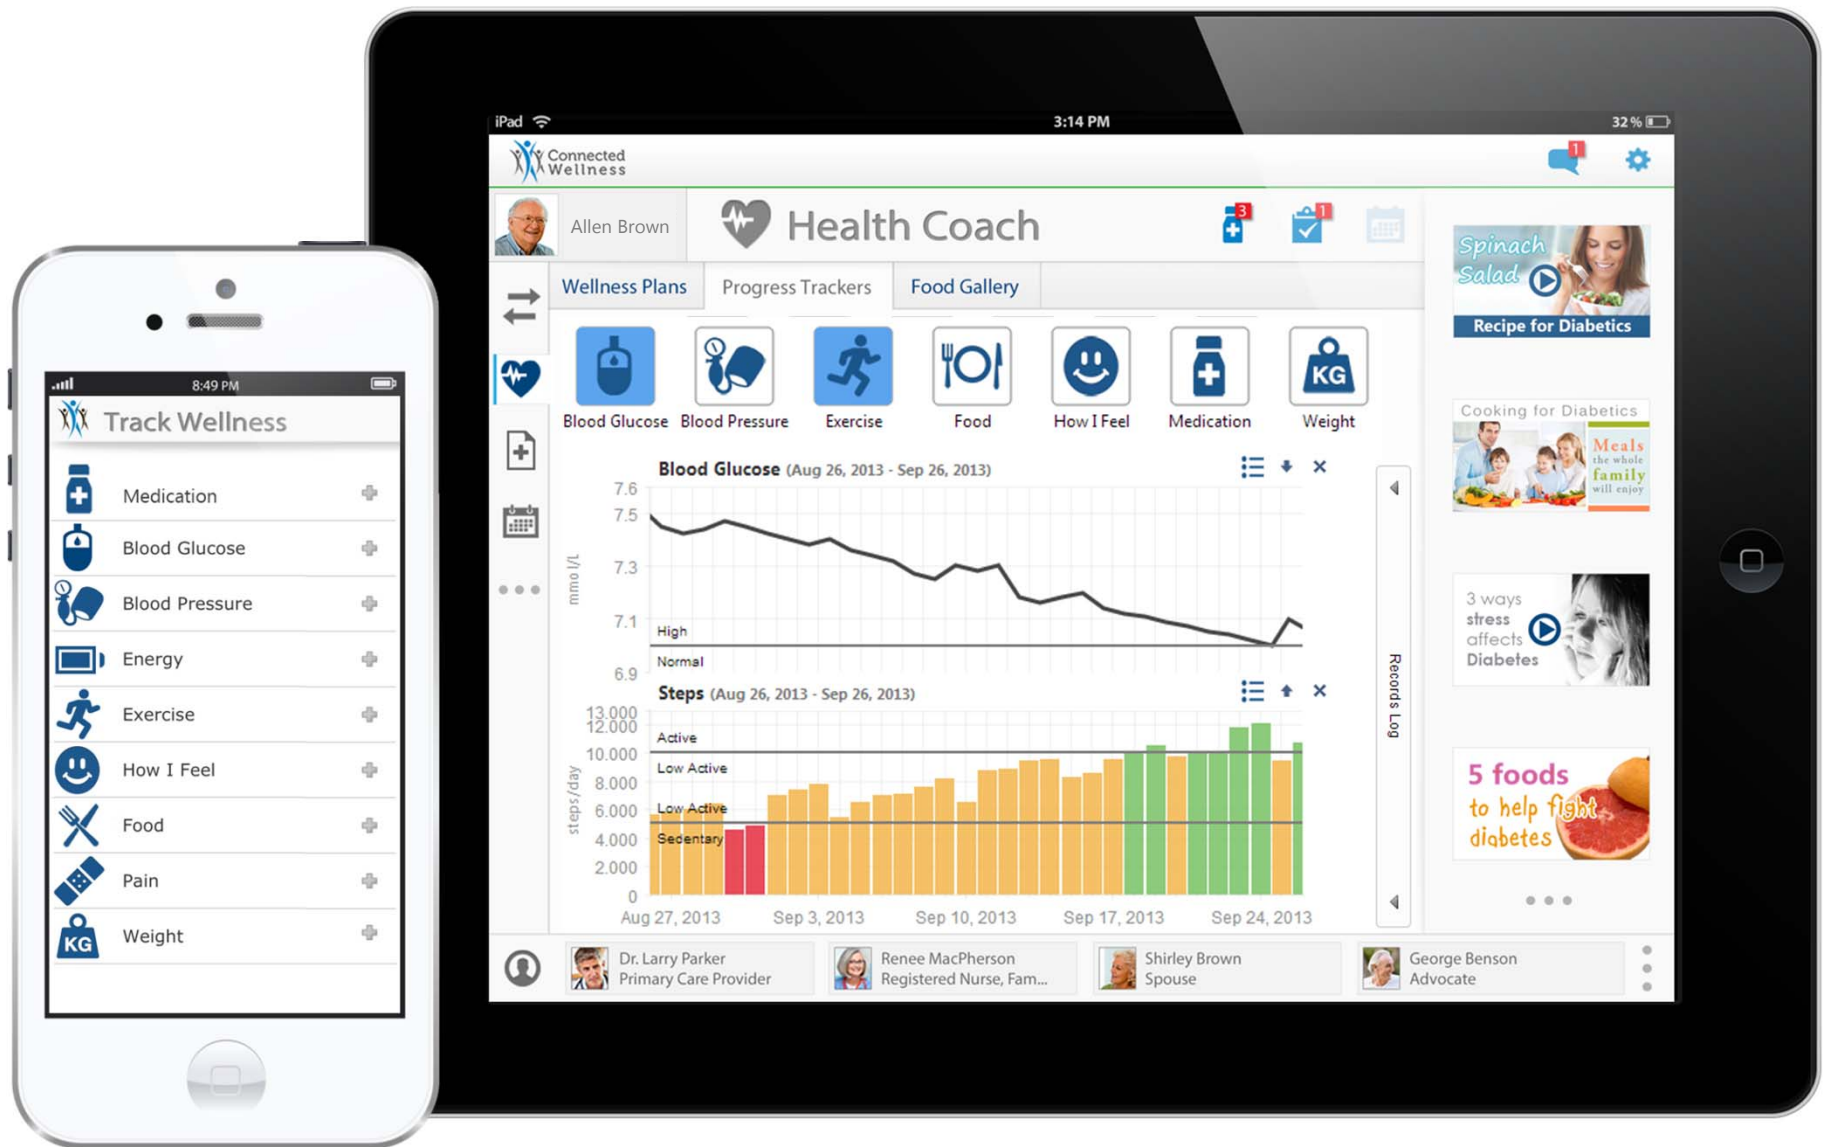 iPad
3:14 PM
32 %
Connected
Wellness
1
Allen Brown
Health Coach
3
1
Wellness Plans
Progress Trackers
Food Gallery
KG
Blood Glucose
Blood Pressure
Exercise
Food
How I Feel
Medication
Weight
Blood Glucose (Aug 26, 2013 - Sep 26, 2013)
7.6
7.5
7.3
7.1
6.9
mmo l/l
High
Normal
Steps (Aug 26, 2013 - Sep 26, 2013)
13.000
12.000
10.000
8.000
6.000
4.000
2.000
0
steps/day
Active
Low Active
Low Active
Sedentary
Aug 27, 2013
Sep 3, 2013
Sep 10, 2013
Sep 17, 2013
Sep 24, 2013
Records Log
Spinach
Salad
Recipe for Diabetics
Cooking for Diabetics
Meals
the whole
family
will enjoy
3 ways
stress
affects
Diabetes
5 foods
to help fight
diabetes
Dr. Larry Parker
Primary Care Provider
Renee MacPherson
Registered Nurse, Fam...
Shirley Brown
Spouse
George Benson
Advocate
8:49 PM
Track Wellness
Medication
Blood Glucose
Blood Pressure
Energy
Exercise
How I Feel
Food
Pain
KG
Weight